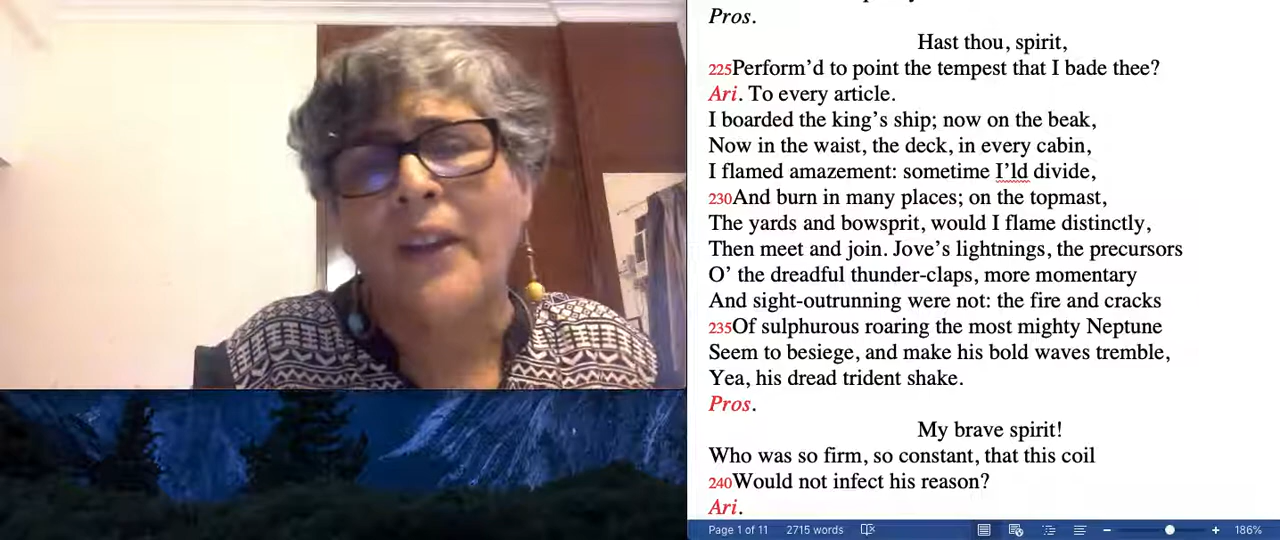 Pros.
Hast thou, spirit,
225Perform’d to point the tempest that I bade thee?
Ari. To every article.
I boarded the king’s ship; now on the beak,
Now in the waist, the deck, in every cabin,
I flamed amazement: sometime I’ld divide,
230And burn in many places; on the topmast,
The yards and bowsprit, would I flame distinctly,
Then meet and join. Jove’s lightnings, the precursors
O’ the dreadful thunder-claps, more momentary
And sight-outrunning were not: the fire and cracks
235Of sulphurous roaring the most mighty Neptune
Seem to besiege, and make his bold waves tremble,
Yea, his dread trident shake.
Pros.
My brave spirit!
Who was so firm, so constant, that this coil
240Would not infect his reason?
Ari.
Page 1 of 11 2715 words 186%